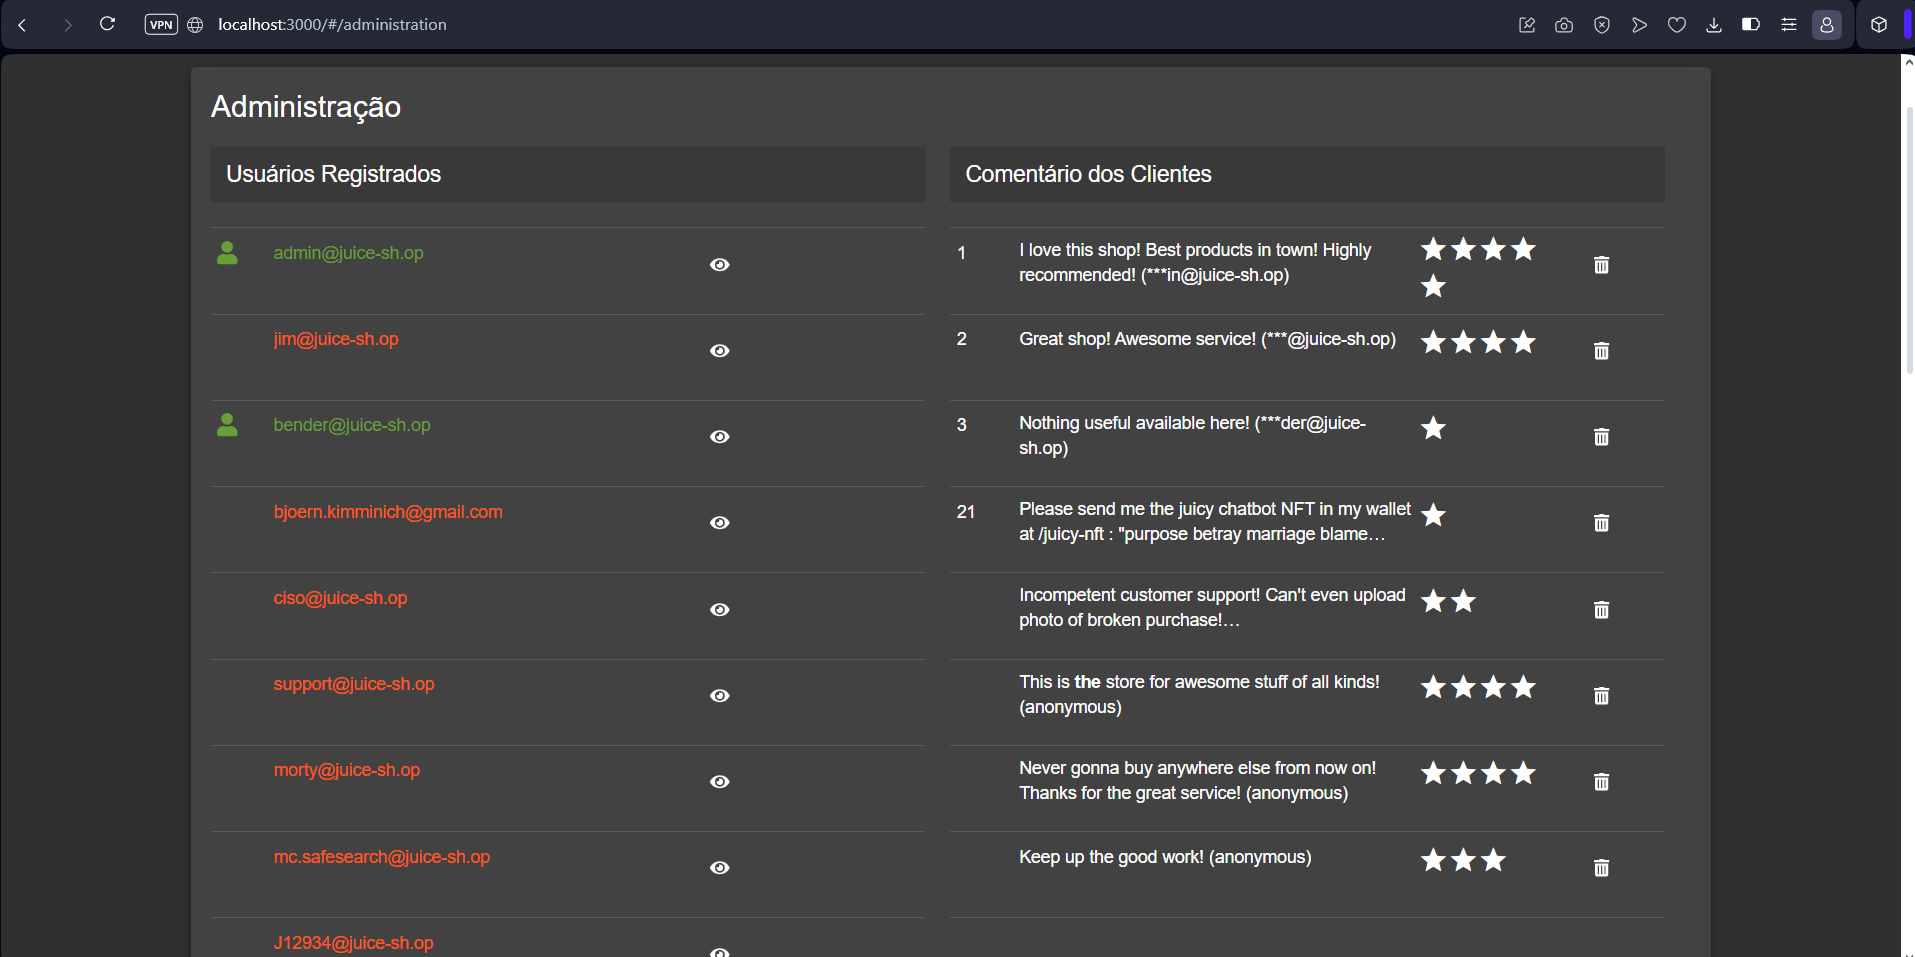 VPN localhost:3000/#/administration
Administração
Usuários Registrados
admin@juice-sh.op
jim@juice-sh.op
bender@juice-sh.op
bjoern.kimminich@gmail.com
ciso@juice-sh.op
support@juice-sh.op
morty@juice-sh.op
mc.safesearch@juice-sh.op
J12934@juice-sh.op
Comentário dos Clientes
1
I love this shop! Best products in town! Highly
recommended! (***in@juice-sh.op)
2
Great shop! Awesome service! (***@juice-sh.op)
3
Nothing useful available here! (***der@juice-
sh.op)
21
Please send me the juicy chatbot NFT in my wallet
at /juicy-nft : "purpose betray marriage blame…
Incompetent customer support! Can't even upload
photo of broken purchase!…
This is the store for awesome stuff of all kinds!
(anonymous)
Never gonna buy anywhere else from now on!
Thanks for the great service! (anonymous)
Keep up the good work! (anonymous)